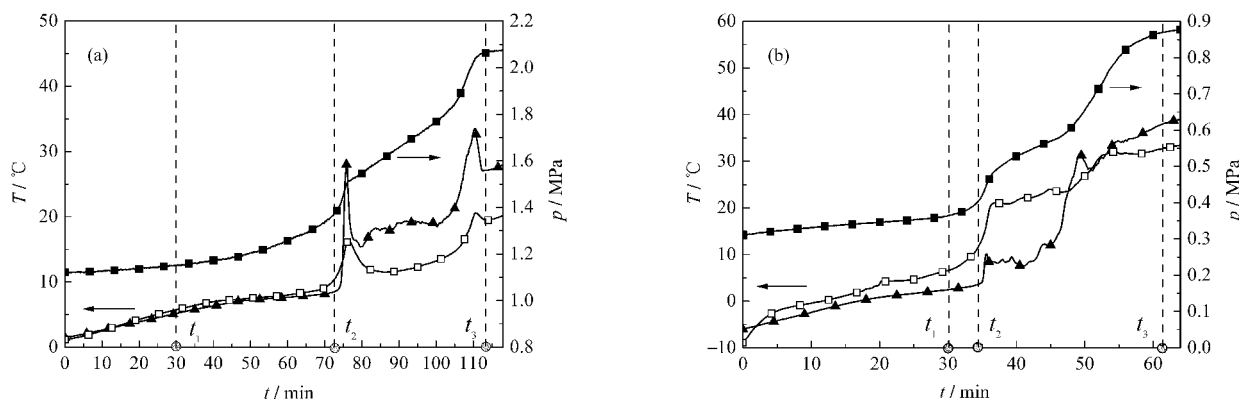 (a)
50
40
30
20
10
0
T / ℃
2.2
2.0
1.8
1.6
1.4
1.2
1.0
0.8
p / MPa
t₁
t₂
t₃
0 10 20 30 40 50 60 70 80 90 100 110
t / min
(b)
60
50
40
30
20
10
0
−10
T / ℃
0.9
0.8
0.7
0.6
0.5
0.4
0.3
0.2
0.1
0.0
p / MPa
t₁
t₂
t₃
0 10 20 30 40 50 60
t / min